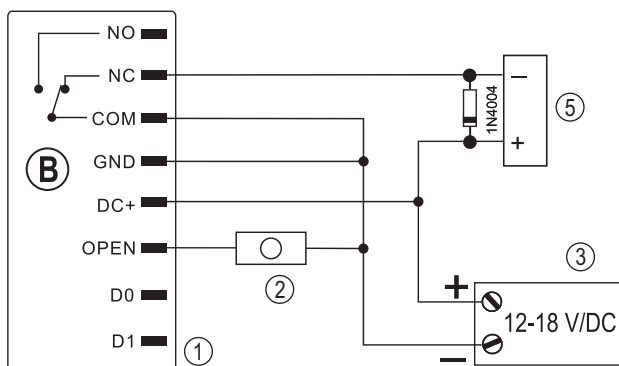 NO
NC
COM
GND
DC+
OPEN
D0
D1
B
1
2
1N4004
−
+
5
3
+
12-18 V/DC
−